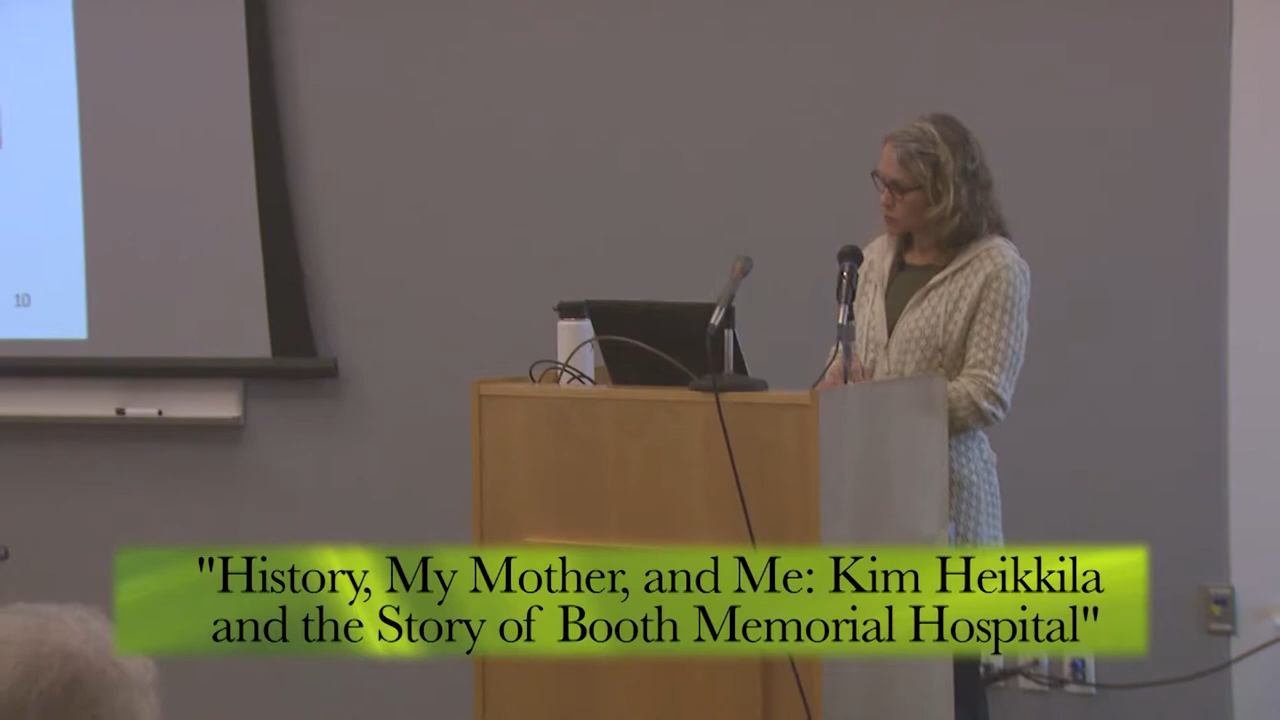 10
"History, My Mother, and Me: Kim Heikkila
and the Story of Booth Memorial Hospital"